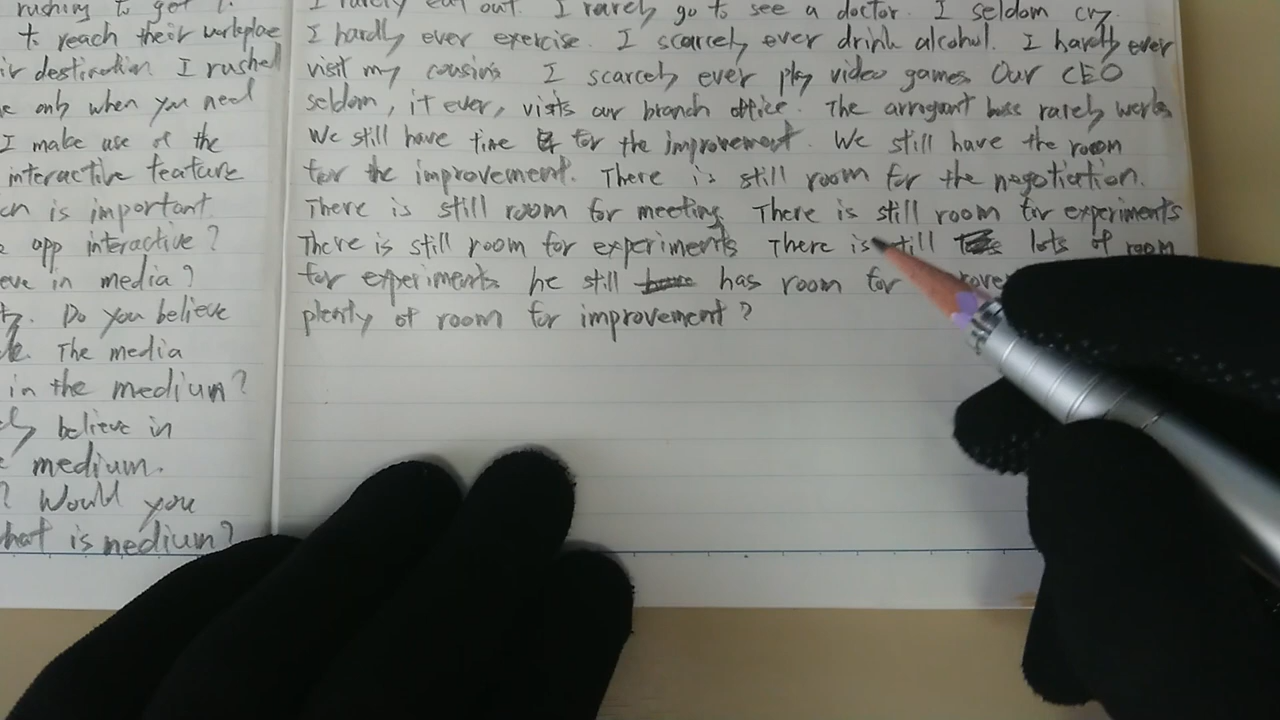 rushing to get
to reach their workplace
destination I rushed
only when you need
I make use of the
interactive feature
is important.
app interactive?
in media?
Do you believe
The media
in the medium?
believe in
medium.
? Would you
what is medium?
I rarely eat out. I rarely go to see a doctor. I seldom cry.
I hardly ever exercise. I scarcely ever drink alcohol. I hardly ever
visit my cousins I scarcely ever play video games Our CEO
seldom, if ever, visits our branch office. The arrogant boss rarely works
We still have time for the improvement. We still have the room
for the improvement. There is still room for the negotiation.
There is still room for meeting. There is still room for experiments
There is still room for experiments There is still lots of room
for experiments he still has room for
plenty of room for improvement?